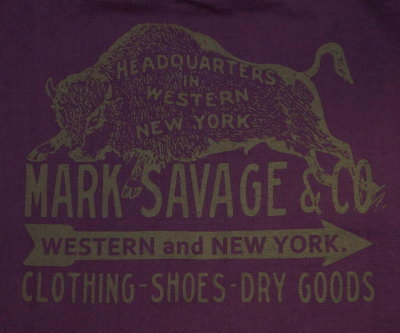 HEADQUARTERS
IN
WESTERN
NEW YORK.
MARK SAVAGE & CO
WESTERN and NEW YORK.
CLOTHING-SHOES-DRY GOODS